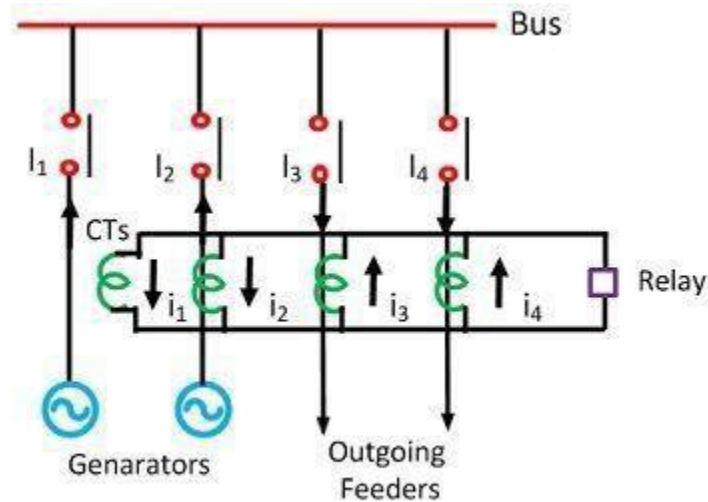 Bus
I₁
I₂
I₃
I₄
CTs
i₁
i₂
i₃
i₄
Relay
Genarators
Outgoing
Feeders